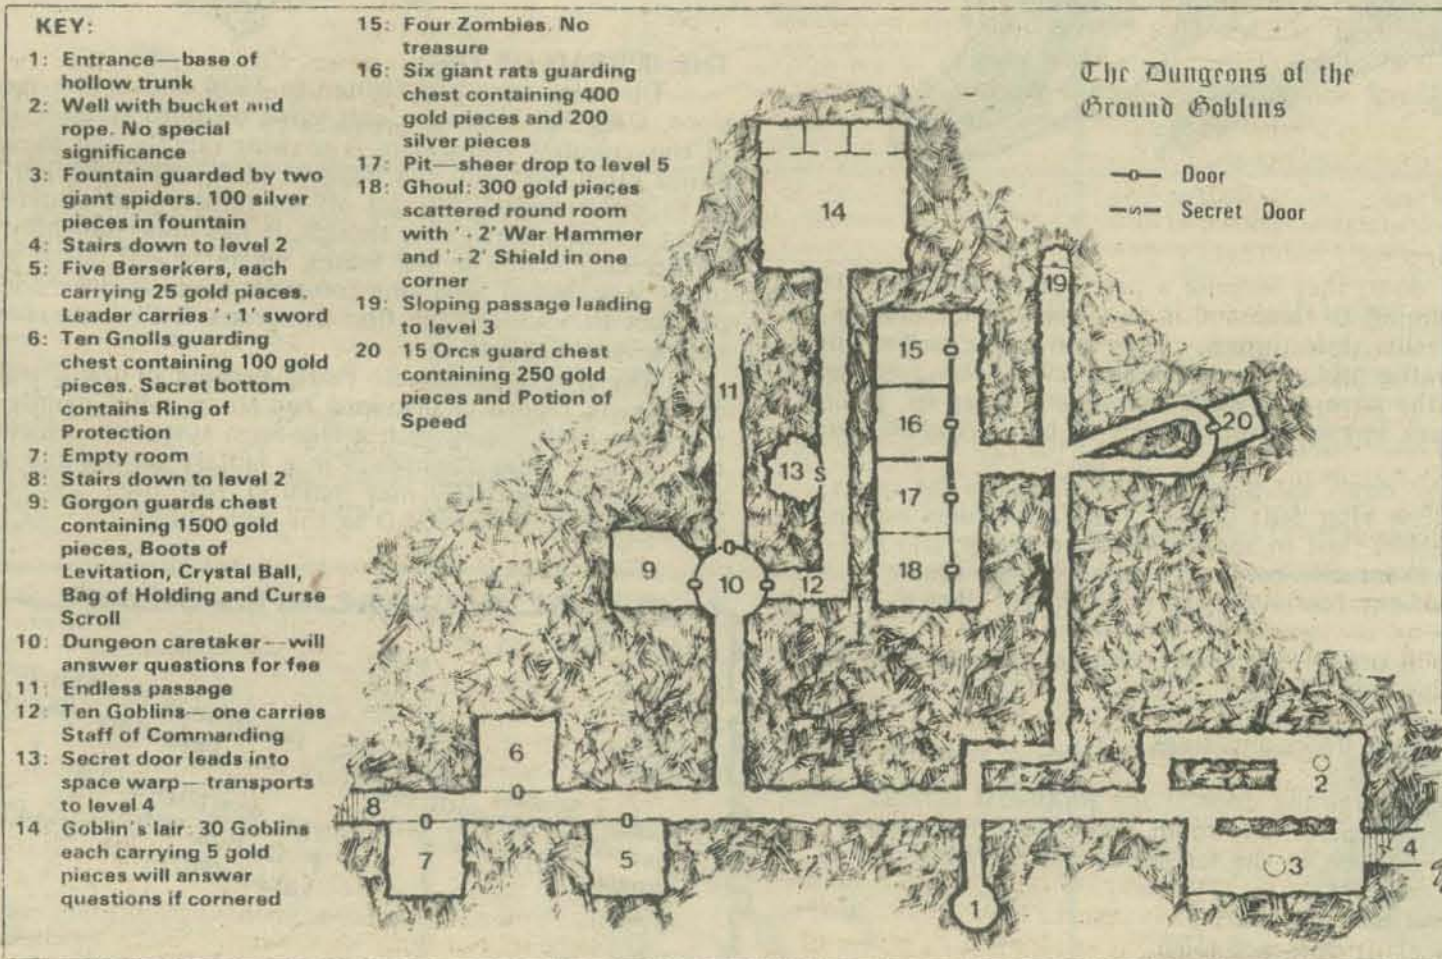 KEY:
1: Entrance—base of
hollow trunk
2: Well with bucket and
rope. No special
significance
3: Fountain guarded by two
giant spiders. 100 silver
pieces in fountain
4: Stairs down to level 2
5: Five Berserkers, each
carrying 25 gold pieces.
Leader carries '+1' sword
6: Ten Gnolls guarding
chest containing 100 gold
pieces. Secret bottom
contains Ring of
Protection
7: Empty room
8: Stairs down to level 2
9: Gorgon guards chest
containing 1500 gold
pieces, Boots of
Levitation, Crystal Ball,
Bag of Holding and Curse
Scroll
10: Dungeon caretaker—will
answer questions for fee
11: Endless passage
12: Ten Goblins—one carries
Staff of Commanding
13: Secret door leads into
space warp—transports
to level 4
14: Goblin's lair: 30 Goblins
each carrying 5 gold
pieces will answer
questions if cornered
15: Four Zombies. No
treasure
16: Six giant rats guarding
chest containing 400
gold pieces and 200
silver pieces
17: Pit—sheer drop to level 5
18: Ghoul: 300 gold pieces
scattered round room
with '+2' War Hammer
and '+2' Shield in one
corner
19: Sloping passage leading
to level 3
20 15 Orcs guard chest
containing 250 gold
pieces and Potion of
Speed
The Dungeons of the
Ground Goblins
Door
S Secret Door
14
19
15
11
16
20
13 S
17
9
10
12
18
6
2
8
7
5
3
4
1